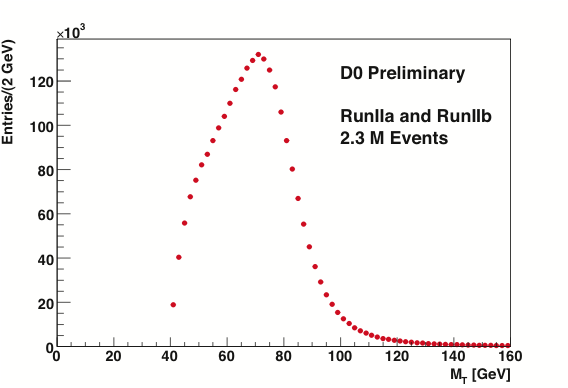 ×10³
Entries/(2 GeV)
120
100
80
60
40
20
0
D0 Preliminary
RunIIa and RunIIb
2.3 M Events
0 20 40 60 80 100 120 140 160
M_T [GeV]